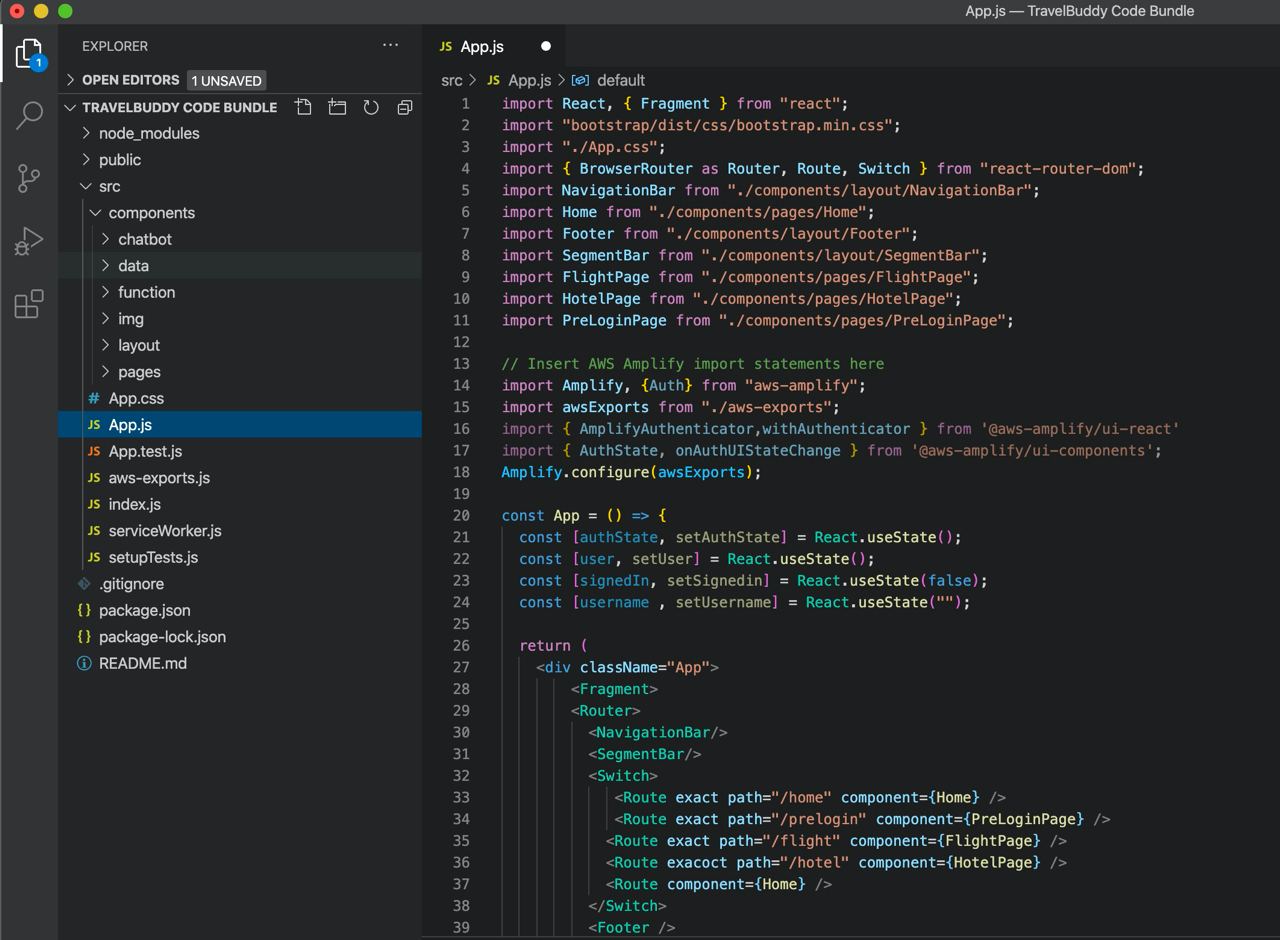 App.js — TravelBuddy Code Bundle
EXPLORER
1
OPEN EDITORS 1 UNSAVED
TRAVELBUDDY CODE BUNDLE
node_modules
public
src
components
chatbot
data
function
img
layout
pages
# App.css
JS App.js
JS App.test.js
JS aws-exports.js
JS index.js
JS serviceWorker.js
JS setupTests.js
.gitignore
{} package.json
{} package-lock.json
README.md
JS App.js
src > JS App.js > default
1 import React, { Fragment } from "react";
2 import "bootstrap/dist/css/bootstrap.min.css";
3 import "./App.css";
4 import { BrowserRouter as Router, Route, Switch } from "react-router-dom";
5 import NavigationBar from "./components/layout/NavigationBar";
6 import Home from "./components/pages/Home";
7 import Footer from "./components/layout/Footer";
8 import SegmentBar from "./components/layout/SegmentBar";
9 import FlightPage from "./components/pages/FlightPage";
10 import HotelPage from "./components/pages/HotelPage";
11 import PreLoginPage from "./components/pages/PreLoginPage";
12
13 // Insert AWS Amplify import statements here
14 import Amplify, {Auth} from "aws-amplify";
15 import awsExports from "./aws-exports";
16 import { AmplifyAuthenticator,withAuthenticator } from '@aws-amplify/ui-react'
17 import { AuthState, onAuthUIStateChange } from '@aws-amplify/ui-components';
18 Amplify.configure(awsExports);
19
20 const App = () => {
21 const [authState, setAuthState] = React.useState();
22 const [user, setUser] = React.useState();
23 const [signedIn, setSignedin] = React.useState(false);
24 const [username , setUsername] = React.useState("");
25
26 return (
27 <div className="App">
28 <Fragment>
29 <Router>
30 <NavigationBar/>
31 <SegmentBar/>
32 <Switch>
33 <Route exact path="/home" component={Home} />
34 <Route exact path="/prelogin" component={PreLoginPage} />
35 <Route exact path="/flight" component={FlightPage} />
36 <Route exacoct path="/hotel" component={HotelPage} />
37 <Route component={Home} />
38 </Switch>
39 <Footer />